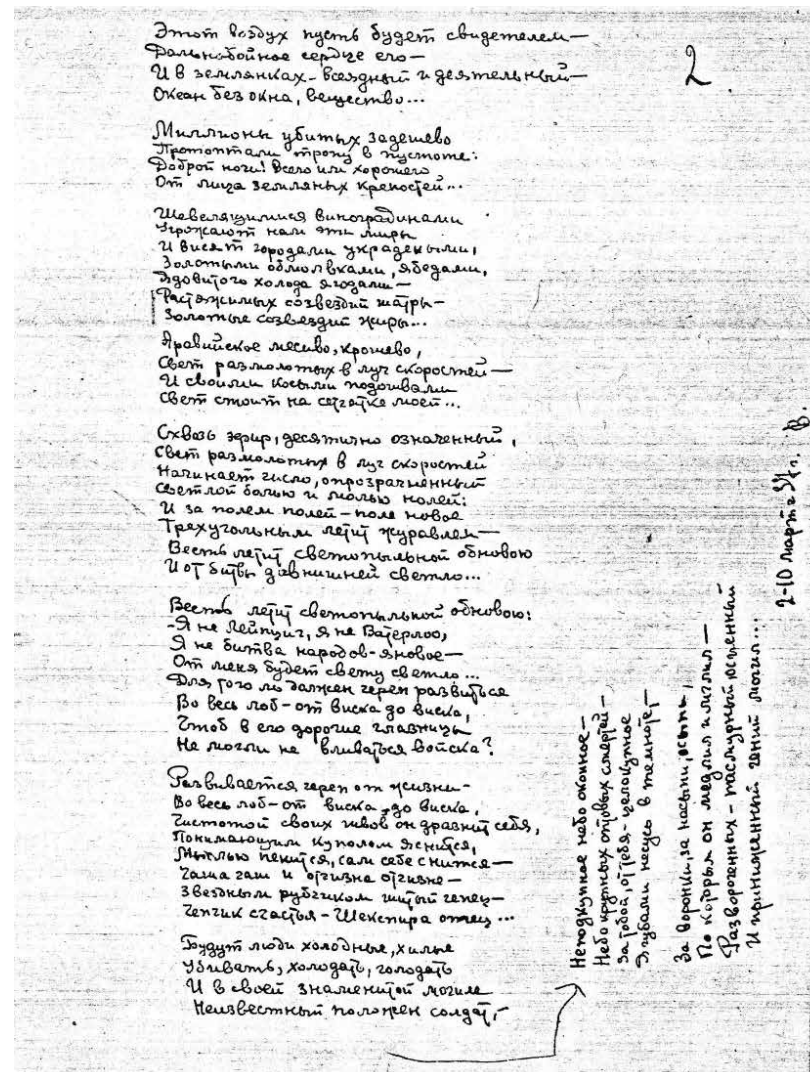 2
Этот воздух пусть будет свидетелем—
Дальнобойное сердце его—
И в землянках-всеядный и деятельный—
Океан без окна, вещество...
Миллионы убитых задешево
Протоптали тропу в пустоте:
Доброй ночи! Всего им хорошего
От лица земляных крепостей...
Шевелящимися виноградинами
Угрожают нам эти миры
И висят городами украдеными,
Золотыми обмолвками, ябедами,
Ядовитого холода ягодами—
Растяжимых созвездий шатры—
Золотые созвездий жиры...
Аравийское месиво, крошево,
Свет размолотых в луч скоростей—
И своими косыми подошвами
Свет стоит на сетчатке моей...
Сквозь эфир, десятично означенный,
Свет размолотых в луч скоростей
Начинает число, опрозрачненный
Светлой болью и молью нолей:
И за полем полей-поле новое
Трехугольным летит журавлем—
Весть летит светопыльной обновою
И от битвы давнишней светло...
Весть летит светопыльной обновою:
-Я не Лейпциг, я не Ватерлоо,
Я не битва народов-я новое—
От меня будет свету светло...
Для того ль должен череп развиться
Во весь лоб-от виска до виска,
Чтоб в его дорогие глазницы
Не могли не вливаться войска?
Развивается череп от жизни-
Во весь лоб-от виска до виска,
Чистотой своих швов он дразнит себя,
Понимающим куполом яснится,
Мыслью пенится, сам себе снится—
Чаша чаш и отчизна отчизне—
Звездным рубчиком шитый чепец—
Чепчик счастья-Шекспира отец...
Будут люди холодные, хилые
Убивать, холодать, голодать
И в своей знаменитой могиле
Неизвестный положен солдат,-
Неподкупное небо окопное—
Небо крупных оптовых смертей—
За тобой, от тебя-целокупное
Я губами несусь в темноте,—
За воронки, за насыпи, осыпи,
По которым он медлил и мглил—
Развороченных-пасмурный оспенный
И приниженный гений могил...
2-10 марта 37 г. В.